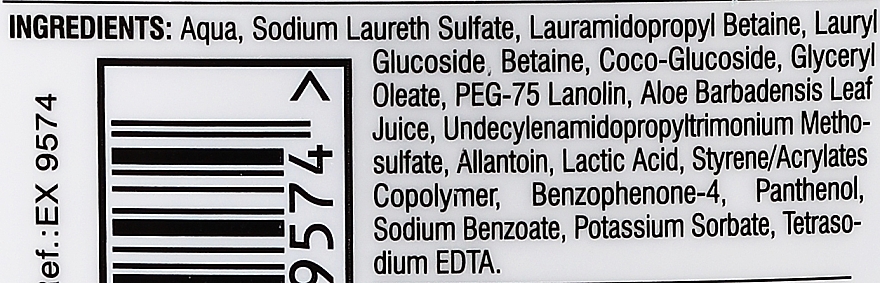 INGREDIENTS: Aqua, Sodium Laureth Sulfate, Lauramidopropyl Betaine, Lauryl
Glucoside, Betaine, Coco-Glucoside, Glyceryl
Oleate, PEG-75 Lanolin, Aloe Barbadensis Leaf
Juice, Undecylenamidopropyltrimonium Metho-
sulfate, Allantoin, Lactic Acid, Styrene/Acrylates
Copolymer, Benzophenone-4, Panthenol,
Sodium Benzoate, Potassium Sorbate, Tetraso-
dium EDTA.
ef.:EX 9574
9574 >